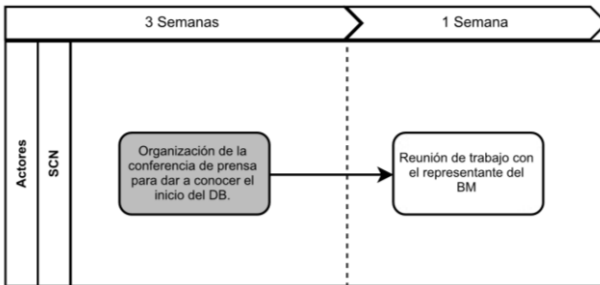 3 Semanas
1 Semana
Actores
SCN
Organización de la
conferencia de prensa
para dar a conocer el
inicio del DB.
Reunión de trabajo con
el representante del
BM